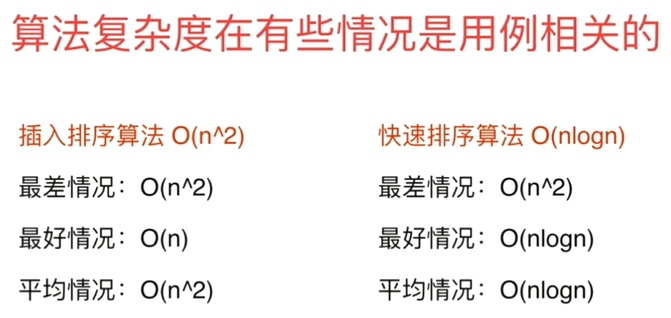 算法复杂度在有些情况是用例相关的
插入排序算法 O(n^2)
最差情况：O(n^2)
最好情况：O(n)
平均情况：O(n^2)
快速排序算法 O(nlogn)
最差情况：O(n^2)
最好情况：O(nlogn)
平均情况：O(nlogn)